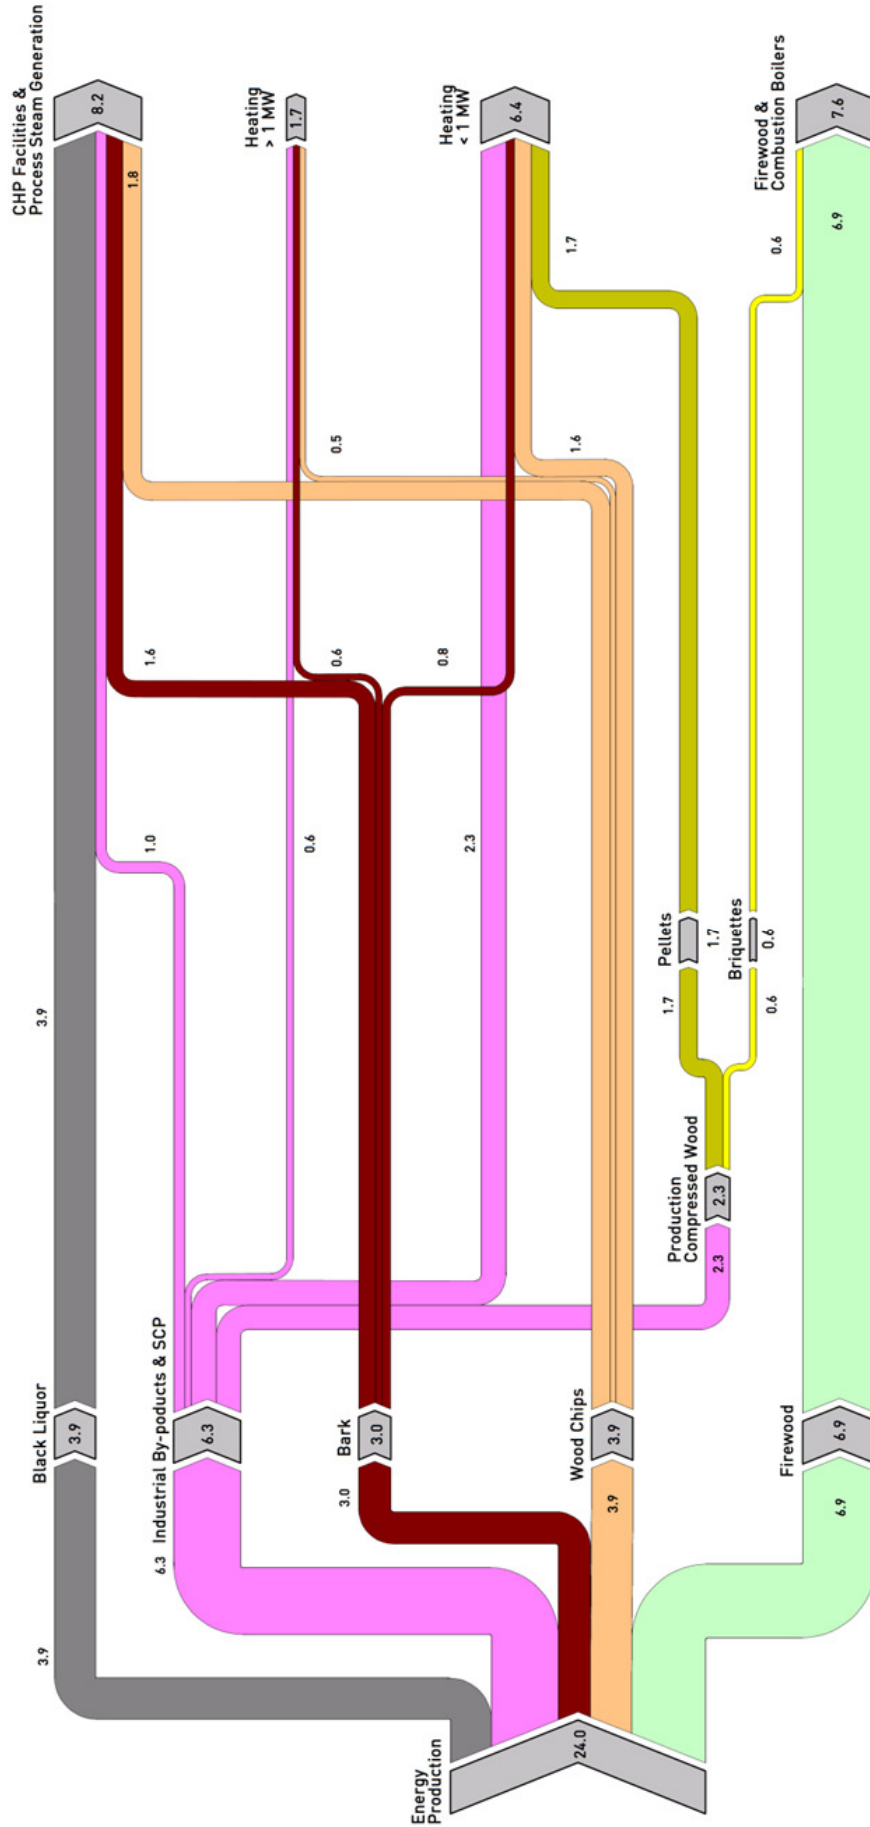 Energy
Production
24.0
3.9
Black Liquor
3.9
3.9
6.3 Industrial By-poducts & SCP
6.3
3.0
Bark
3.0
3.9
Wood Chips
3.9
6.9
Firewood
6.9
2.3
Production
Compressed Wood
2.3
1.7
Pellets
1.7
0.6
Briquettes
0.6
1.0
0.6
2.3
1.6
0.6
0.8
0.5
1.6
1.8
1.7
0.6
6.9
CHP Facilities &
Process Steam Generation
8.2
Heating
> 1 MW
1.7
Heating
< 1 MW
6.4
Firewood &
Combustion Boilers
7.6